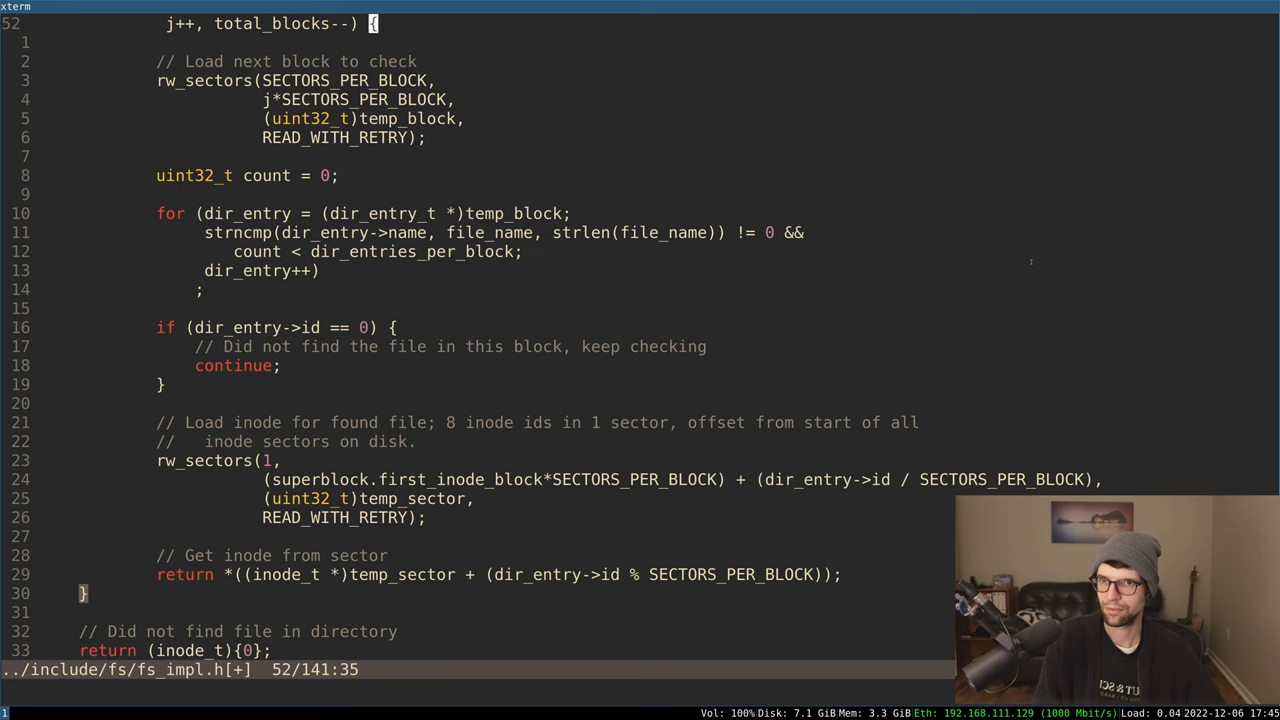 xterm
52               j++, total_blocks--) {
1
2              // Load next block to check
3              rw_sectors(SECTORS_PER_BLOCK,
4                         j*SECTORS_PER_BLOCK,
5                         (uint32_t)temp_block,
6                         READ_WITH_RETRY);
7
8              uint32_t count = 0;
9
10             for (dir_entry = (dir_entry_t *)temp_block;
11                  strncmp(dir_entry->name, file_name, strlen(file_name)) != 0 &&
12                     count < dir_entries_per_block;
13                  dir_entry++)
14                 ;
15
16             if (dir_entry->id == 0) {
17                 // Did not find the file in this block, keep checking
18                 continue;
19             }
20
21             // Load inode for found file; 8 inode ids in 1 sector, offset from start of all
22             //   inode sectors on disk.
23             rw_sectors(1,
24                        (superblock.first_inode_block*SECTORS_PER_BLOCK) + (dir_entry->id / SECTORS_PER_BLOCK),
25                        (uint32_t)temp_sector,
26                        READ_WITH_RETRY);
27
28             // Get inode from sector
29             return *((inode_t *)temp_sector + (dir_entry->id % SECTORS_PER_BLOCK));
30     }
31
32     // Did not find file in directory
33     return (inode_t){0};
../include/fs/fs_impl.h[+]  52/141:35
1 Vol: 100% Disk: 7.1 GiB Mem: 3.3 GiB Eth: 192.168.111.129 (1000 Mbit/s) Load: 0.04 2022-12-06 17:45